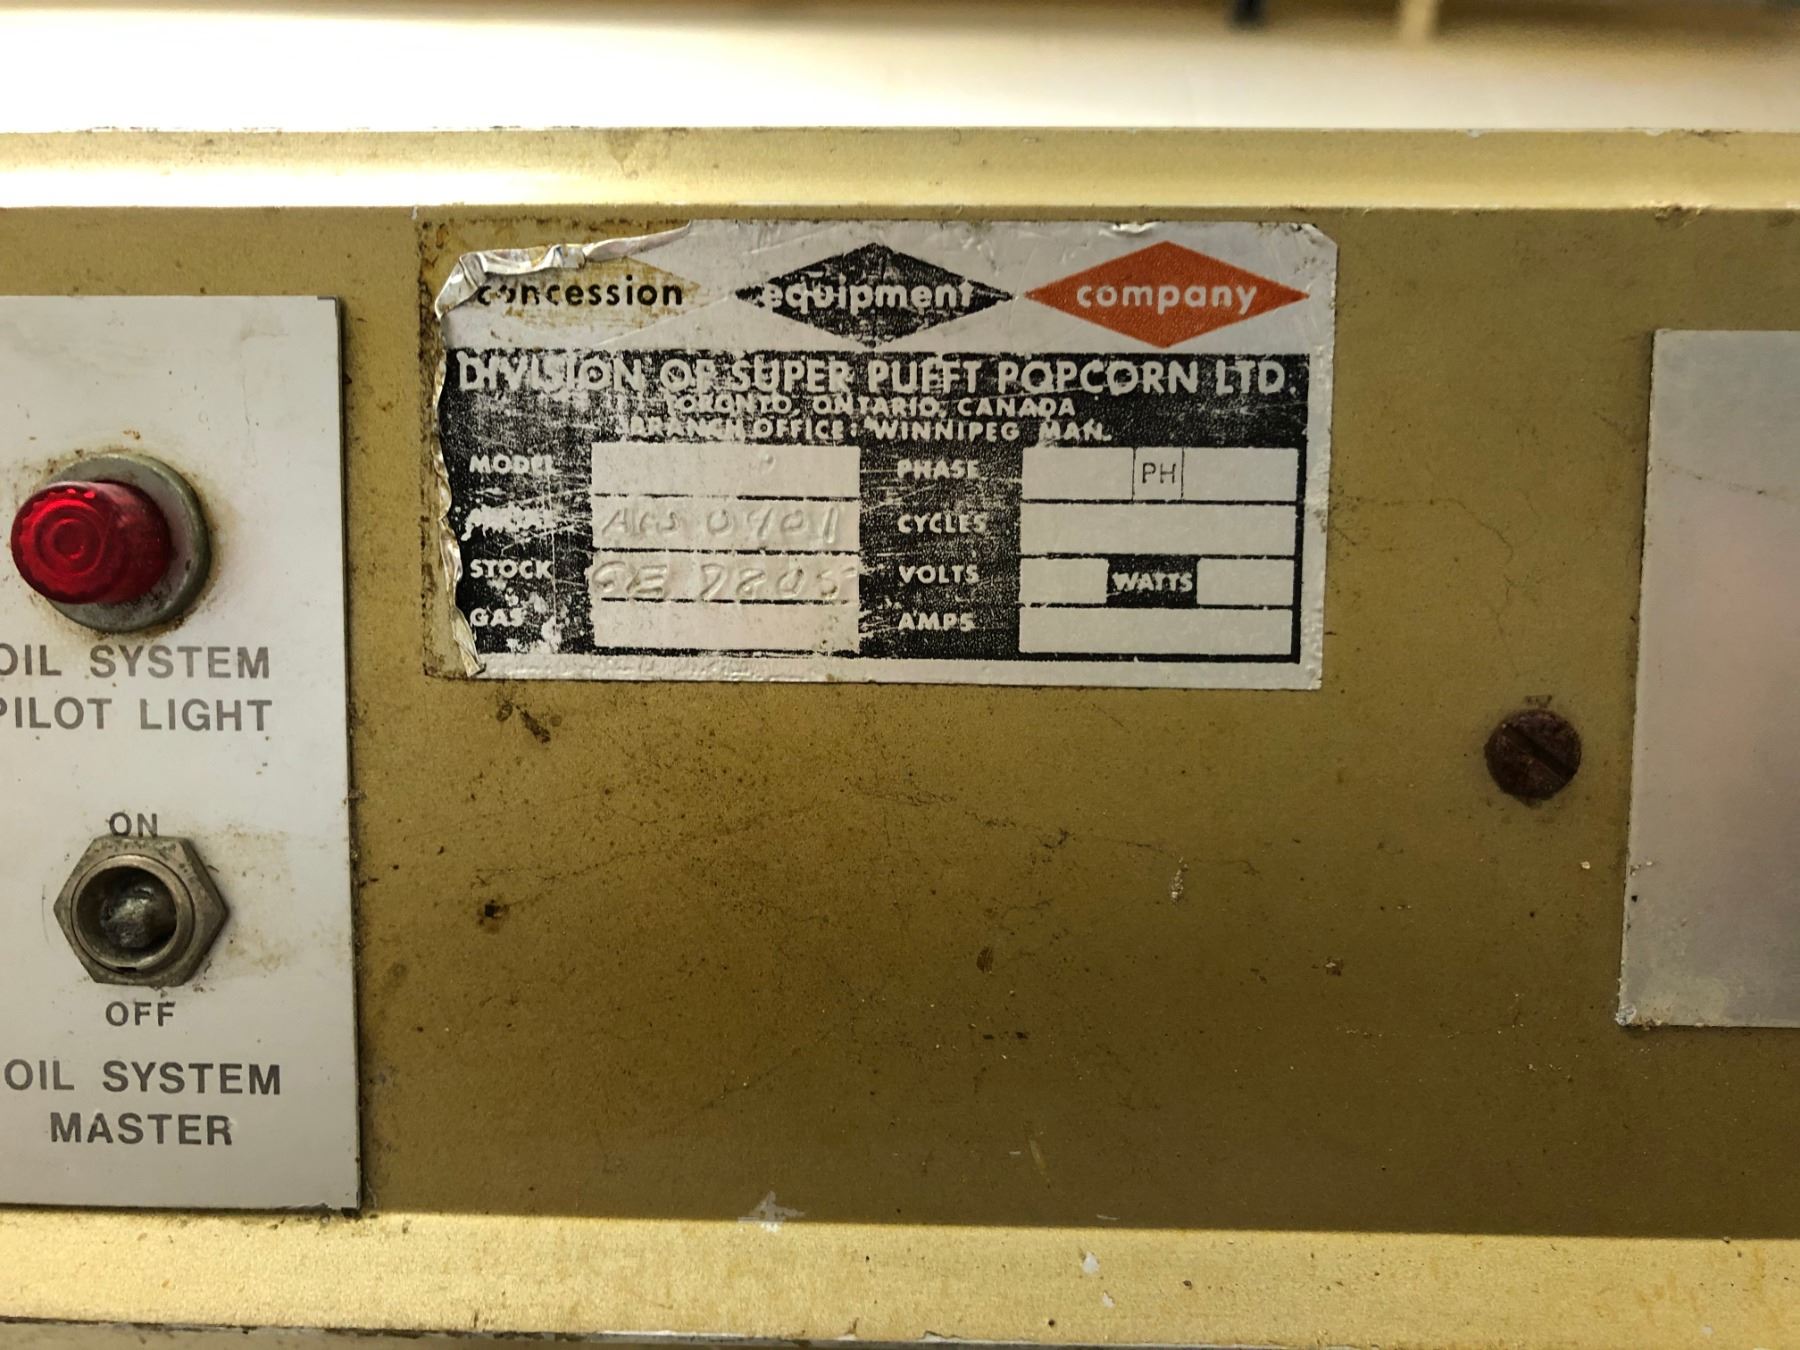 concession equipment company
DIVISION OF SUPER PUFFT POPCORN LTD.
TORONTO, ONTARIO, CANADA
BRANCH OFFICE: WINNIPEG MAN.
MODEL PHASE PH
CYCLES
STOCK VOLTS WATTS
GAS AMPS
OIL SYSTEM
PILOT LIGHT
ON
OFF
OIL SYSTEM
MASTER